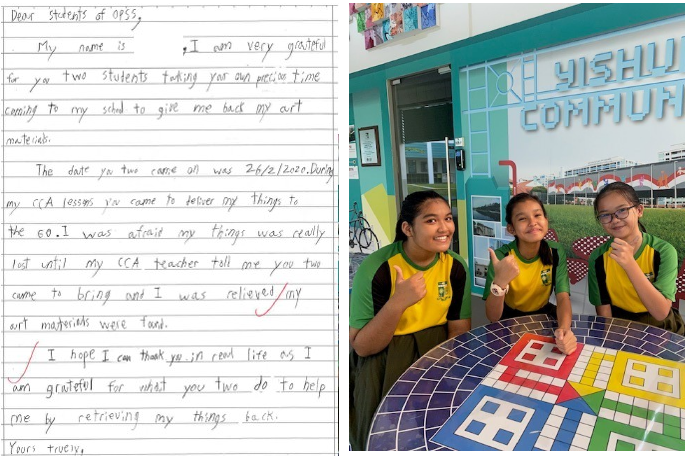 Dear students of OPSS,
My name is , I am very grateful
for you two students taking your own precious time
coming to my school to give me back my art
materials.
The date you two came on was 26/2/2020. During
my CCA lessons you came to deliver my things to
the GO. I was afraid my things was really
lost until my CCA teacher tell me you two
came to bring and I was relieved my
art materials were found.
I hope I can thank you in real life as I
am grateful for what you two do to help
me by retrieving my things back.
Yours truely,
YISHU
COMMUN